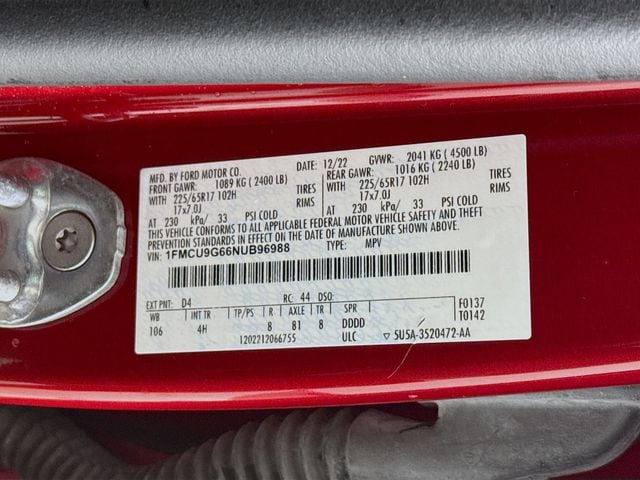 MFD. BY FORD MOTOR CO.
DATE: 12/22 GVWR: 2041 KG ( 4500 LB)
FRONT GAWR: 1089 KG ( 2400 LB) REAR GAWR: 1016 KG ( 2240 LB)
WITH 225/65R17 102H TIRES WITH 225/65R17 102H TIRES
17x7.0J RIMS 17x7.0J RIMS
AT 230 kPa/ 33 PSI COLD AT 230 kPa/ 33 PSI COLD
THIS VEHICLE CONFORMS TO ALL APPLICABLE FEDERAL MOTOR VEHICLE SAFETY AND THEFT
PREVENTION STANDARDS IN EFFECT ON THE DATE OF MANUFACTURE SHOWN ABOVE.
VIN: 1FMCU9G66NUB96988 TYPE: MPV
EXT PNT: D4 RC: 44 DSO: F0137
WB INT TR TP/PS R AXLE TR SPR T0142
106 4H 8 81 8 DDDD
1202212066755 ULC ▽ 5U5A-3520472-AA